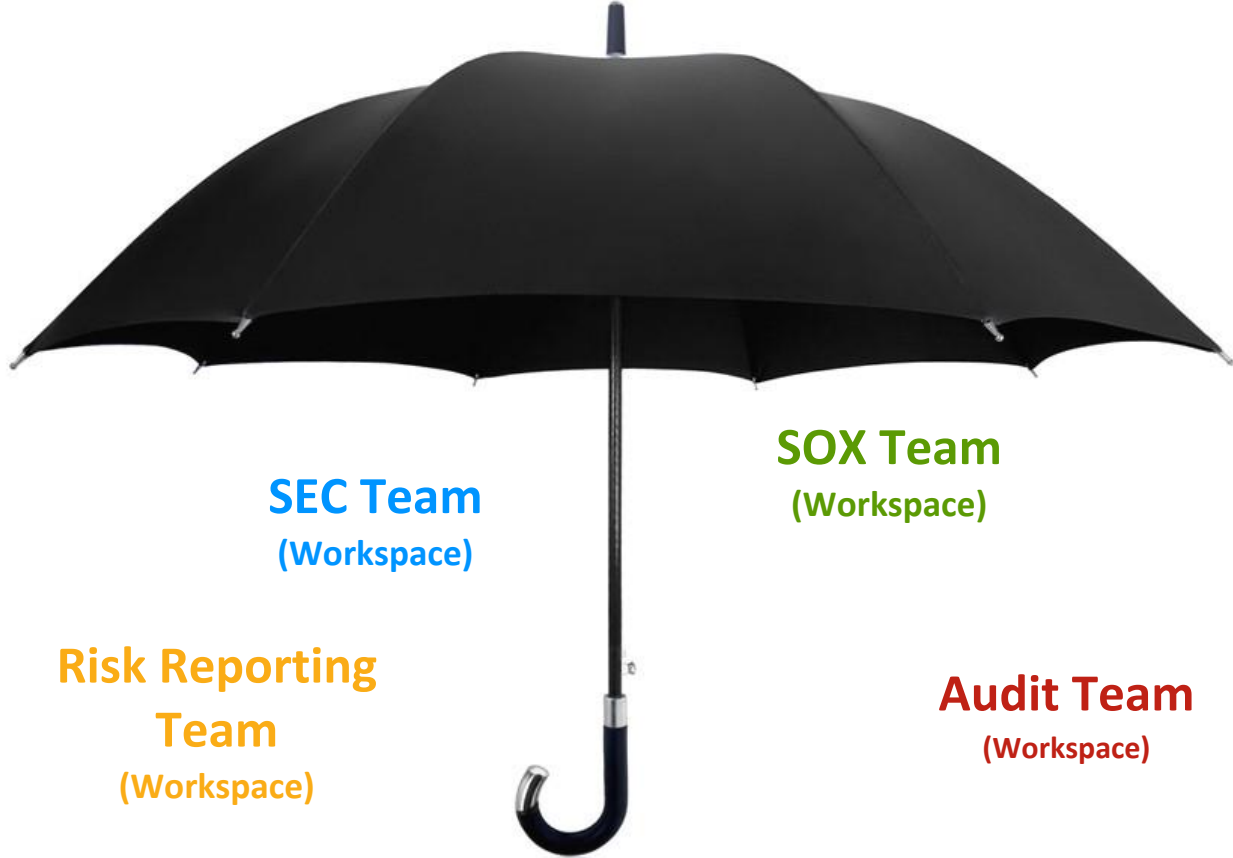 SEC Team
(Workspace)
SOX Team
(Workspace)
Risk Reporting
Team
(Workspace)
Audit Team
(Workspace)